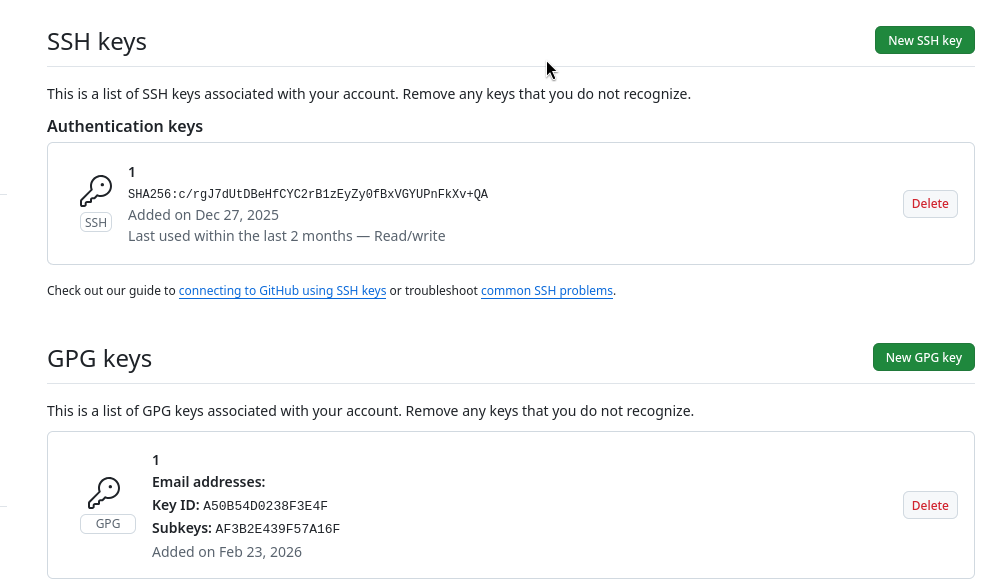 SSH keys
New SSH key
This is a list of SSH keys associated with your account. Remove any keys that you do not recognize.
Authentication keys
1
SHA256:c/rgJ7dUtDBeHfCYC2rB1zEyZy0fBxVGYUPnFkXv+QA
SSH
Added on Dec 27, 2025
Last used within the last 2 months — Read/write
Delete
Check out our guide to connecting to GitHub using SSH keys or troubleshoot common SSH problems.
GPG keys
New GPG key
This is a list of GPG keys associated with your account. Remove any keys that you do not recognize.
1
Email addresses:
Key ID: A50B54D0238F3E4F
GPG
Subkeys: AF3B2E439F57A16F
Added on Feb 23, 2026
Delete